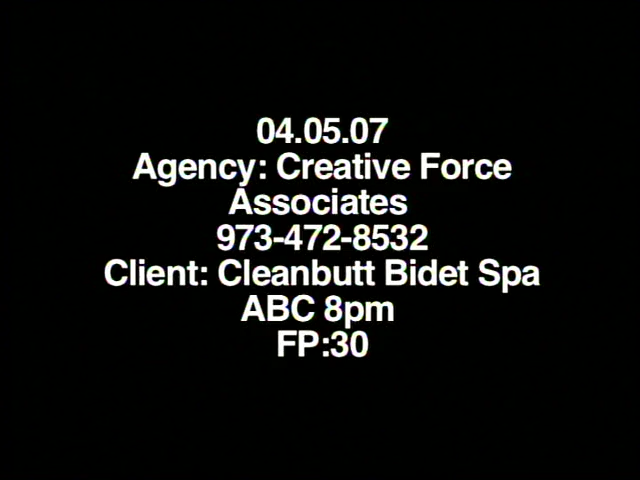 04.05.07
Agency: Creative Force
Associates
973-472-8532
Client: Cleanbutt Bidet Spa
ABC 8pm
FP:30